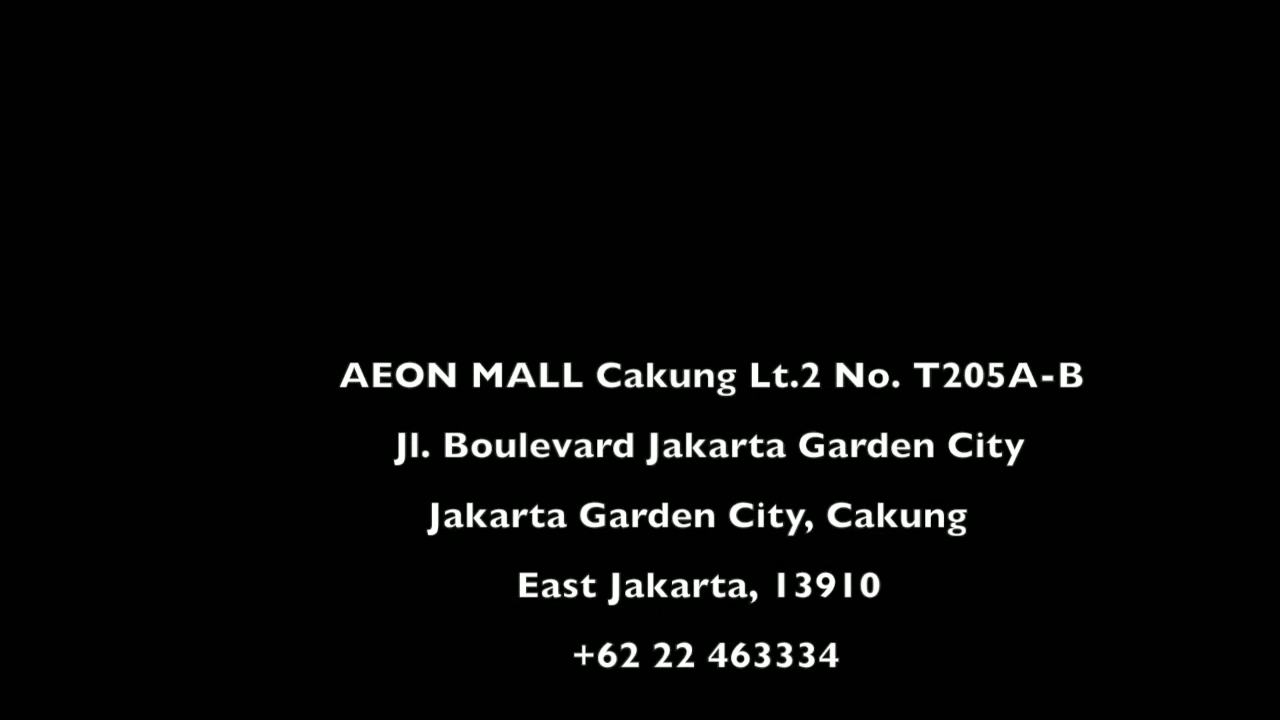 AEON MALL Cakung Lt.2 No. T205A-B
Jl. Boulevard Jakarta Garden City
Jakarta Garden City, Cakung
East Jakarta, 13910
+62 22 463334